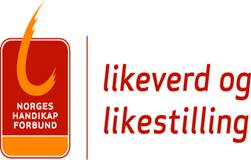 NORGES
HANDIKAP
FORBUND
likeverd og
likestilling